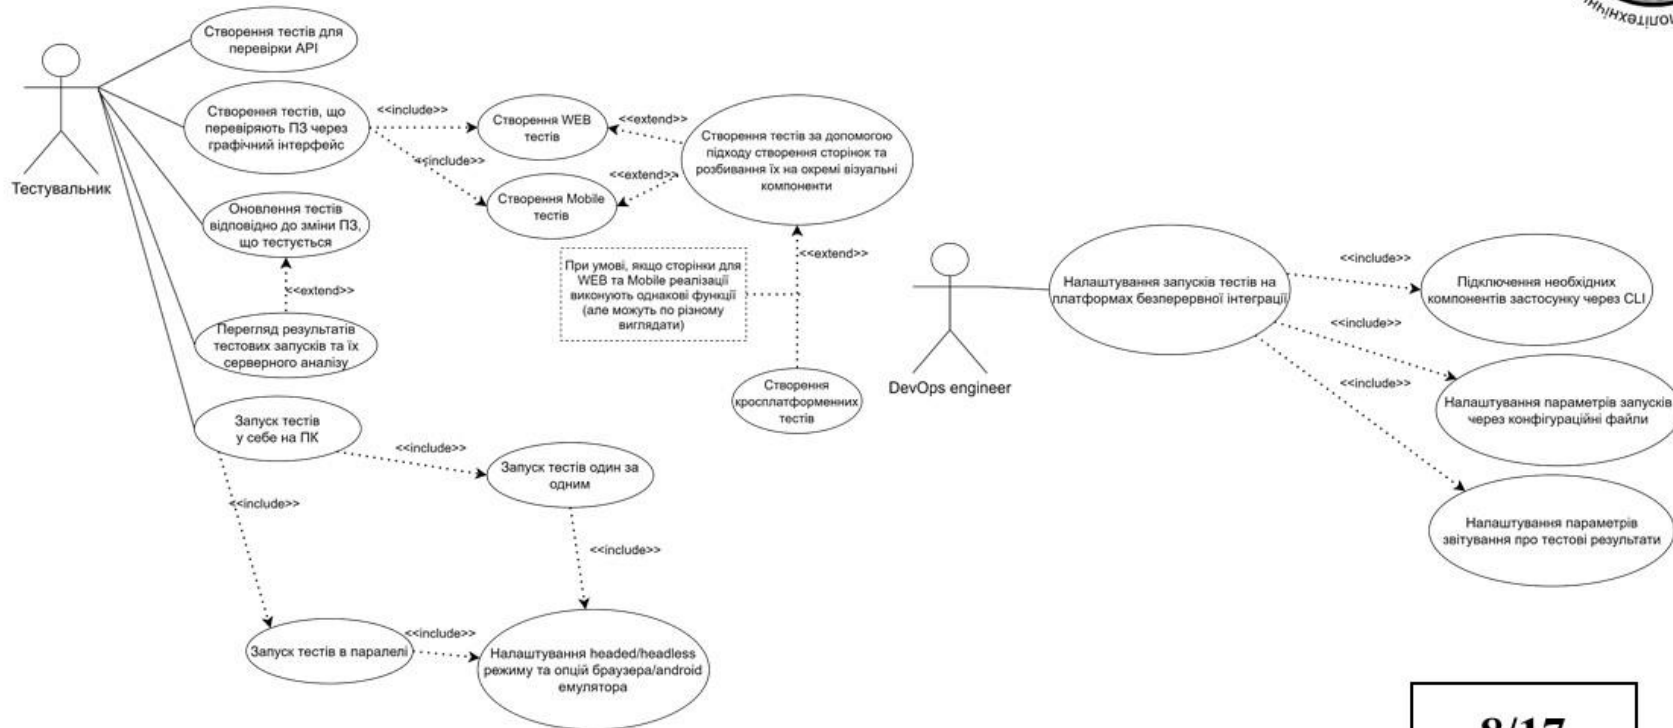 Створення тестів для
перевірки API
Створення тестів, що
перевіряють ПЗ через
графічний інтерфейс
<<include>>
Створення WEB
тестів
<<extend>>
Створення тестів за допомогою
підходу створення сторінок та
розбивання їх на окремі візуальні
компоненти
<<include>>
<<extend>>
Створення Mobile
тестів
Тестувальник
Оновлення тестів
відповідно до зміни ПЗ,
що тестується
<<extend>>
Перегляд результатів
тестових запусків та їх
серверного аналізу
При умові, якщо сторінки для
WEB та Mobile реалізації
виконують однакові функції
(але можуть по різному
виглядати)
<<extend>>
Створення
кросплатформенних
тестів
Запуск тестів
у себе на ПК
<<include>>
Запуск тестів один за
одним
<<include>>
<<include>>
Запуск тестів в паралелі
<<include>>
Налаштування headed/headless
режиму та опцій браузера/android
емулятора
DevOps engineer
Налаштування запусків тестів на
платформах безперервної інтеграції
<<include>>
Підключення необхідних
компонентів застосунку через CLI
<<include>>
Налаштування параметрів запусків
через конфігураційні файли
<<include>>
Налаштування параметрів
звітування про тестові результати
8/17